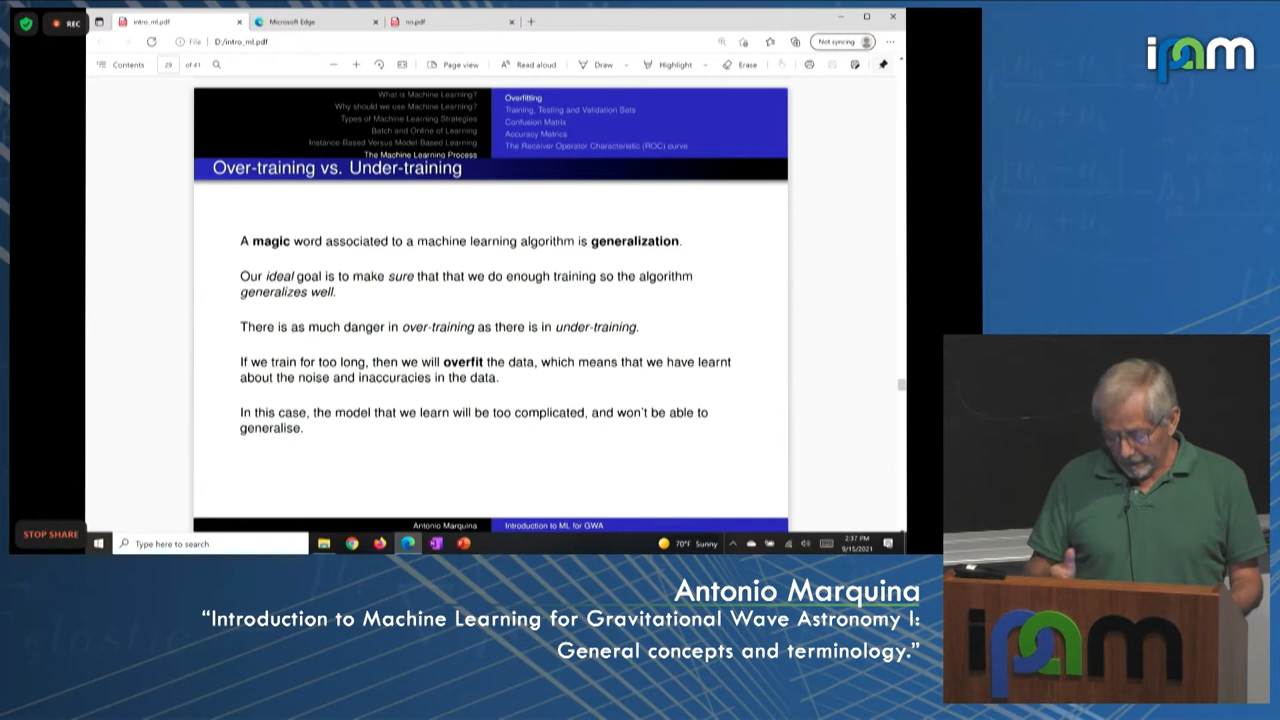 REC
intro_ml.pdf
Microsoft Edge
nn.pdf
File
D:/intro_ml.pdf
Not syncing
Contents
29 of 41
Page view
Read aloud
Draw
Highlight
Erase
What is Machine Learning?
Why should we use Machine Learning?
Types of Machine Learning Strategies
Batch and Online of Learning
Instance-Based Versus Model-Based Learning
The Machine Learning Process
Overfitting
Training, Testing and Validation Sets
Confusion Matrix
Accuracy Metrics
The Receiver Operator Characteristic (ROC) curve
Over-training vs. Under-training
A magic word associated to a machine learning algorithm is generalization.
Our ideal goal is to make sure that that we do enough training so the algorithm
generalizes well.
There is as much danger in over-training as there is in under-training.
If we train for too long, then we will overfit the data, which means that we have learnt
about the noise and inaccuracies in the data.
In this case, the model that we learn will be too complicated, and won't be able to
generalise.
Antonio Marquina
Introduction to ML for GWA
STOP SHARE
Type here to search
70°F Sunny
2:37 PM
9/15/2021
ipam
ipam
Antonio Marquina
“Introduction to Machine Learning for Gravitational Wave Astronomy I:
General concepts and terminology.”